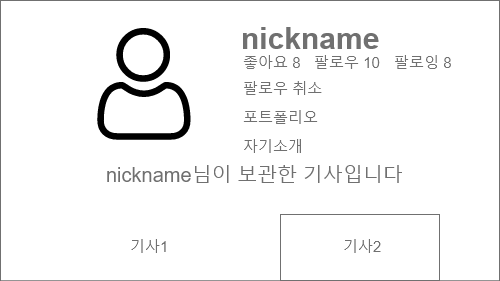 nickname
좋아요 8 팔로우 10 팔로잉 8
팔로우 취소
포트폴리오
자기소개
nickname님이 보관한 기사입니다
기사1 기사2